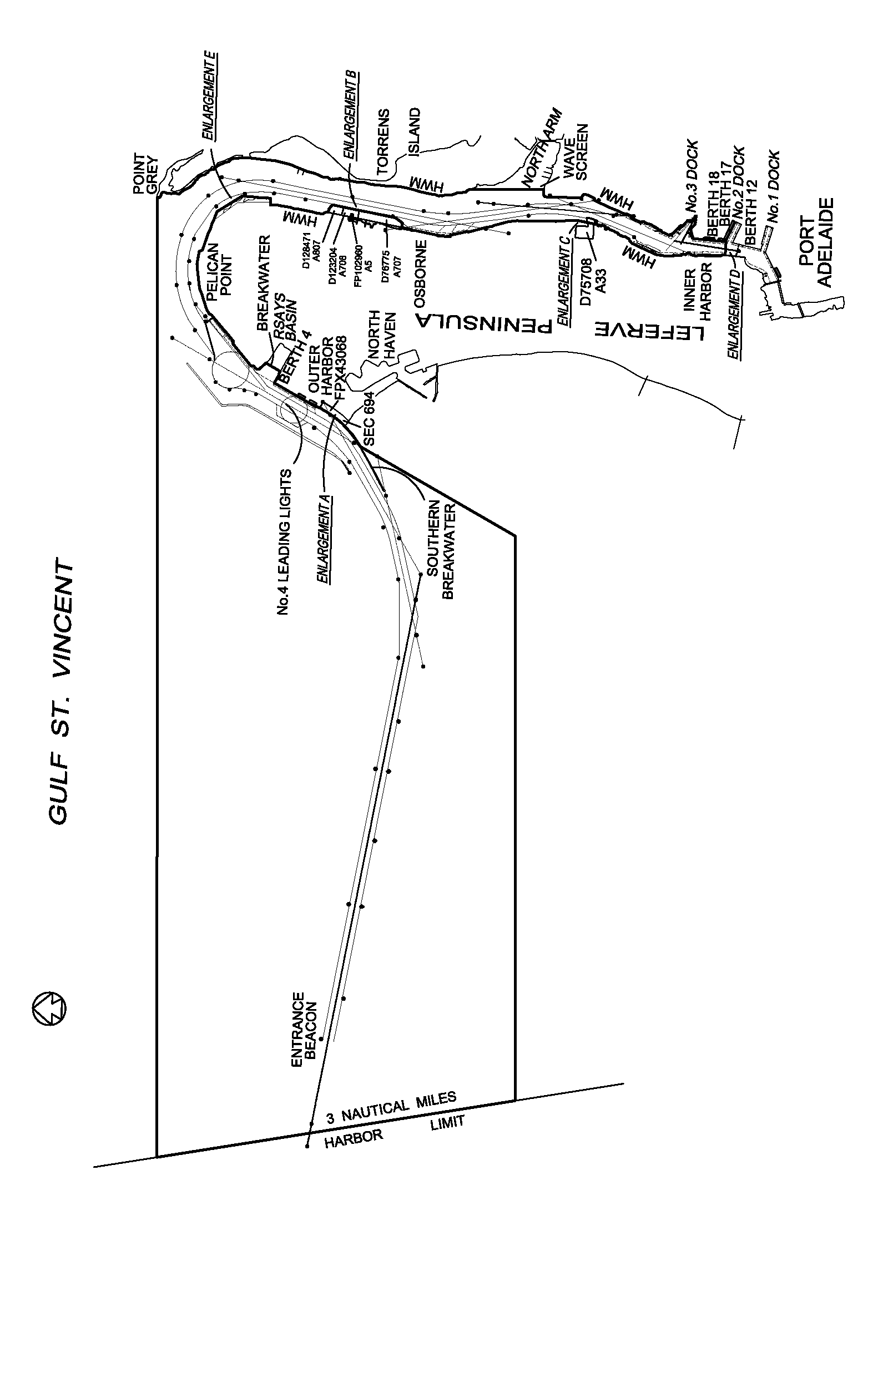 GULF ST. VINCENT
ENLARGEMENT E
POINT
GREY
ENLARGEMENT B
TORRENS
ISLAND
NORTH ARM
WAVE
SCREEN
HWM
HWM
HWM
HWM
No.3 DOCK
BERTH 18
BERTH 17
No.2 DOCK
BERTH 12
No.1 DOCK
PORT
ADELAIDE
INNER
HARBOR
ENLARGEMENT D
ENLARGEMENT C
D75708
A33
PELICAN
POINT
D128471
A807
D123204
A708
FP102960
A5
D76775
A707
OSBORNE
LEFERVE PENINSULA
BREAKWATER
RSAYS
BASIN
BERTH 4
OUTER
HARBOR
FPX43068
NORTH
HAVEN
SEC 694
No.4 LEADING LIGHTS
ENLARGEMENT A
SOUTHERN
BREAKWATER
ENTRANCE
BEACON
3 NAUTICAL MILES
HARBOR LIMIT